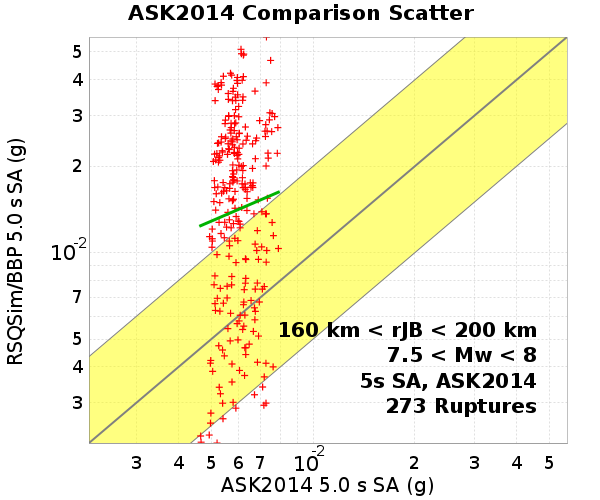 ASK2014 Comparison Scatter
RSQSim/BBP 5.0 s SA (g)
5
4
3
2
10-2
7
5
4
3
160 km < rJB < 200 km
7.5 < Mw < 8
5s SA, ASK2014
273 Ruptures
3 4 5 6 7 10-2 2 3 4 5
ASK2014 5.0 s SA (g)